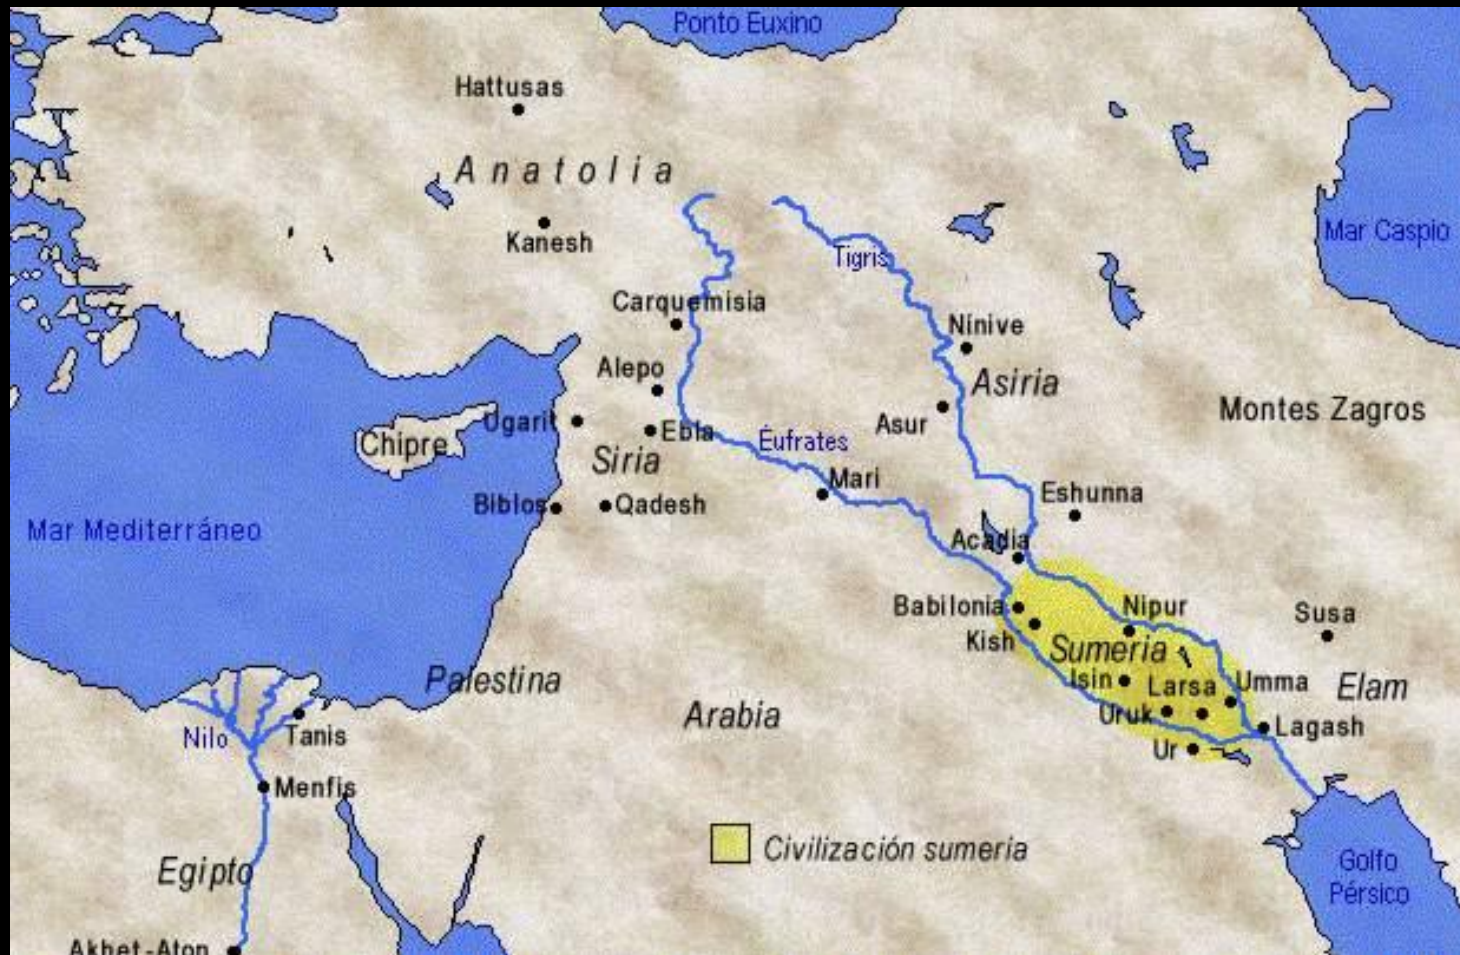 Ponto Euxino
Hattusas
Anatolia
Kanesh
Mar Caspio
Tigris
Carquemisia
Nínive
Alepo
Asiria
Asur
Montes Zagros
Ugarit
Chipre
Ebla
Éufrates
Siria
Mari
Eshunna
Biblos
Qadesh
Mar Mediterráneo
Acadia
Babilonia
Nipur
Susa
Kish
Sumeria
Palestina
Isin
Larsa
Umma
Elam
Arabia
Uruk
Lagash
Nilo
Tanis
Ur
Menfis
Civilización sumeria
Egipto
Golfo
Pérsico
Akhet-Aton